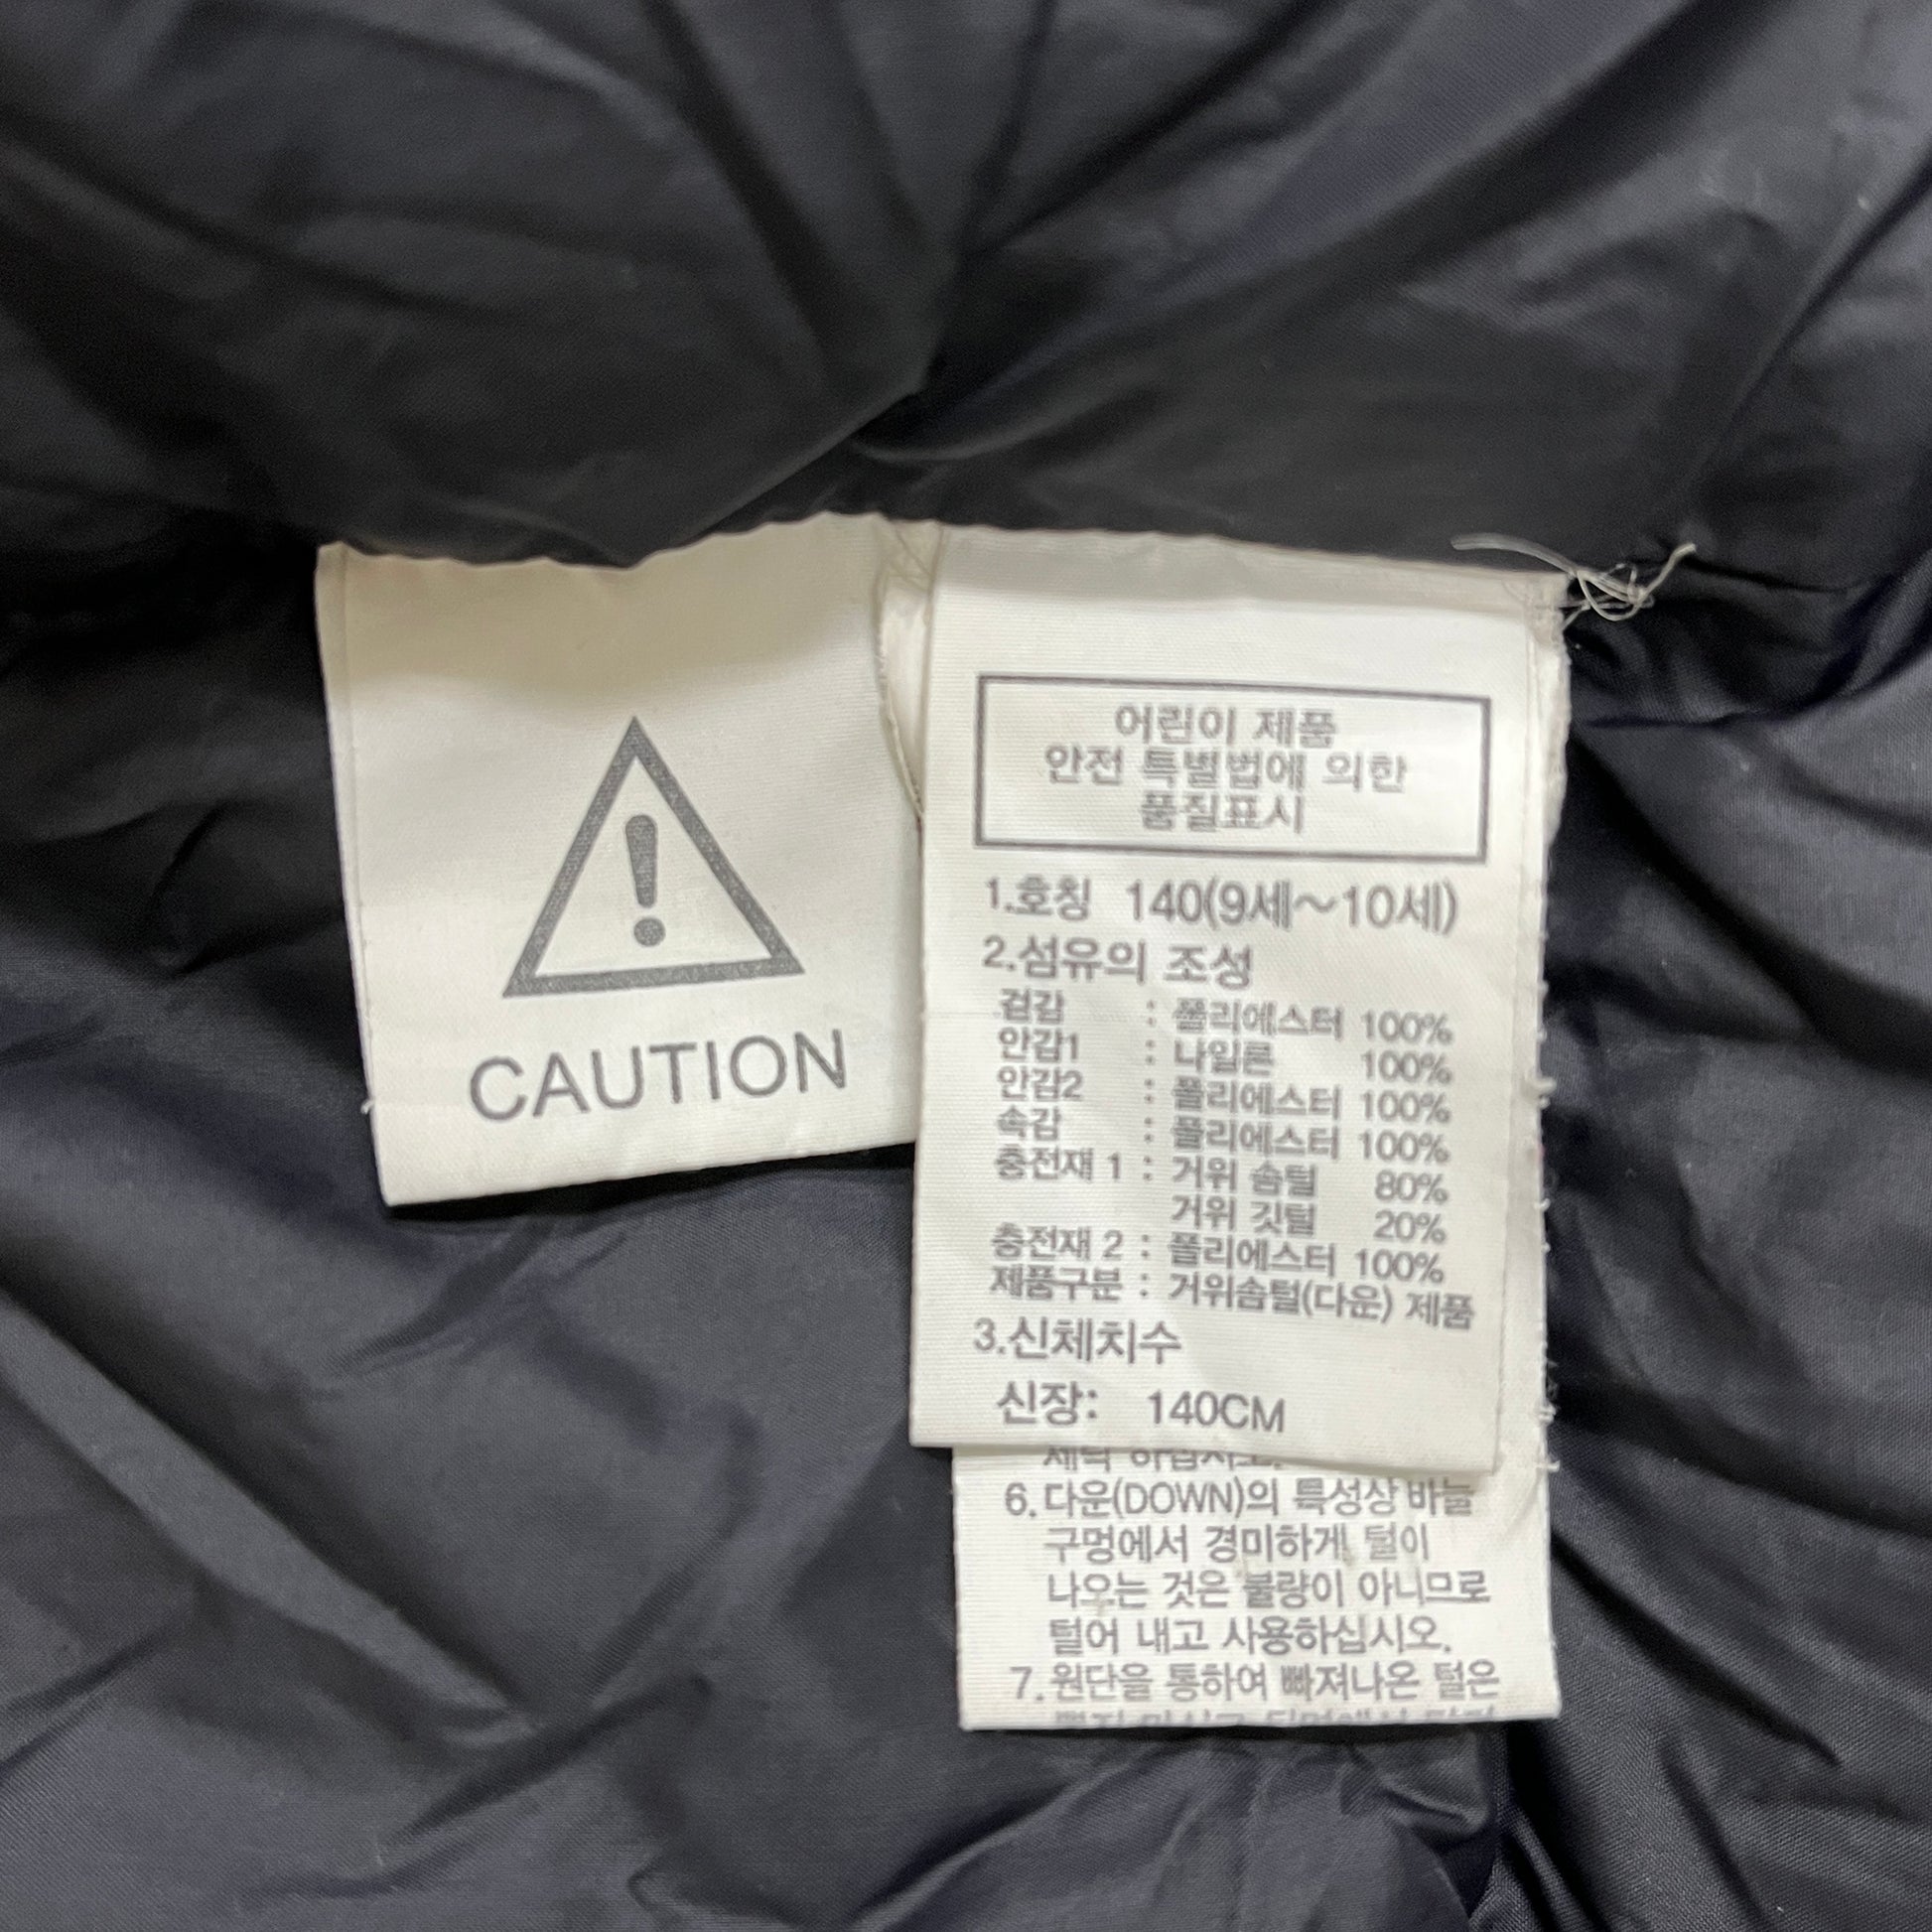 CAUTION
어린이 제품
안전 특별법에 의한
품질표시
1.호칭 140(9세~10세)
2.섬유의 조성
겉감 : 폴리에스터 100%
안감1 : 나일론 100%
안감2 : 폴리에스터 100%
속감 : 폴리에스터 100%
충전재 1 : 거위 솜털 80%
거위 깃털 20%
충전재 2 : 폴리에스터 100%
제품구분 : 거위솜털(다운) 제품
3.신체치수
신장: 140CM
6.다운(DOWN)의 특성상 바늘
구멍에서 경미하게 털이
나오는 것은 불량이 아니므로
털어 내고 사용하십시오.
7.원단을 통하여 빠져나온 털은